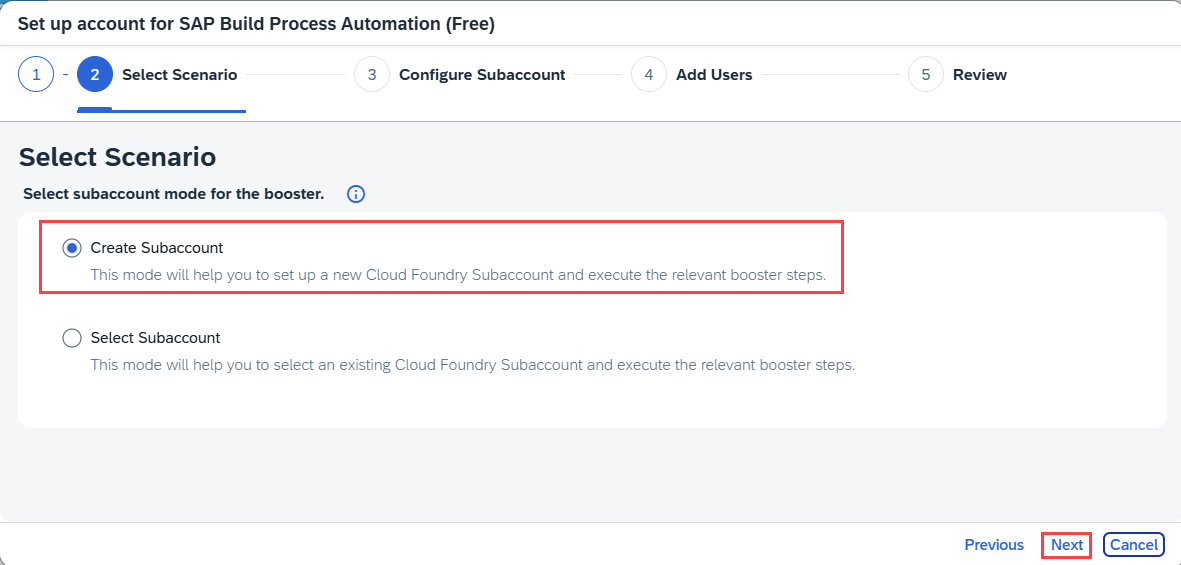 Set up account for SAP Build Process Automation (Free)
1 - 2 Select Scenario 3 Configure Subaccount 4 Add Users 5 Review
Select Scenario
Select subaccount mode for the booster.
Create Subaccount
This mode will help you to set up a new Cloud Foundry Subaccount and execute the relevant booster steps.
Select Subaccount
This mode will help you to select an existing Cloud Foundry Subaccount and execute the relevant booster steps.
Previous Next Cancel